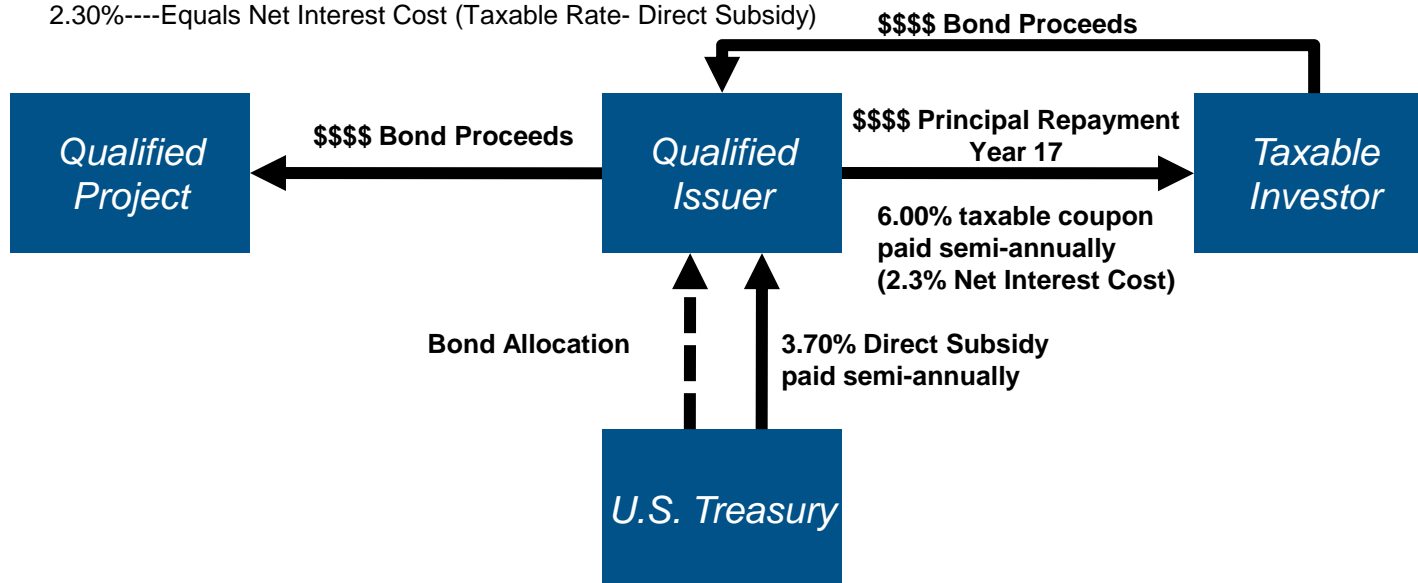 2.30%----Equals Net Interest Cost (Taxable Rate- Direct Subsidy)
$$$$ Bond Proceeds
Qualified
Project
$$$$ Bond Proceeds
Qualified
Issuer
$$$$ Principal Repayment
Year 17
Taxable
Investor
6.00% taxable coupon
paid semi-annually
(2.3% Net Interest Cost)
Bond Allocation
3.70% Direct Subsidy
paid semi-annually
U.S. Treasury